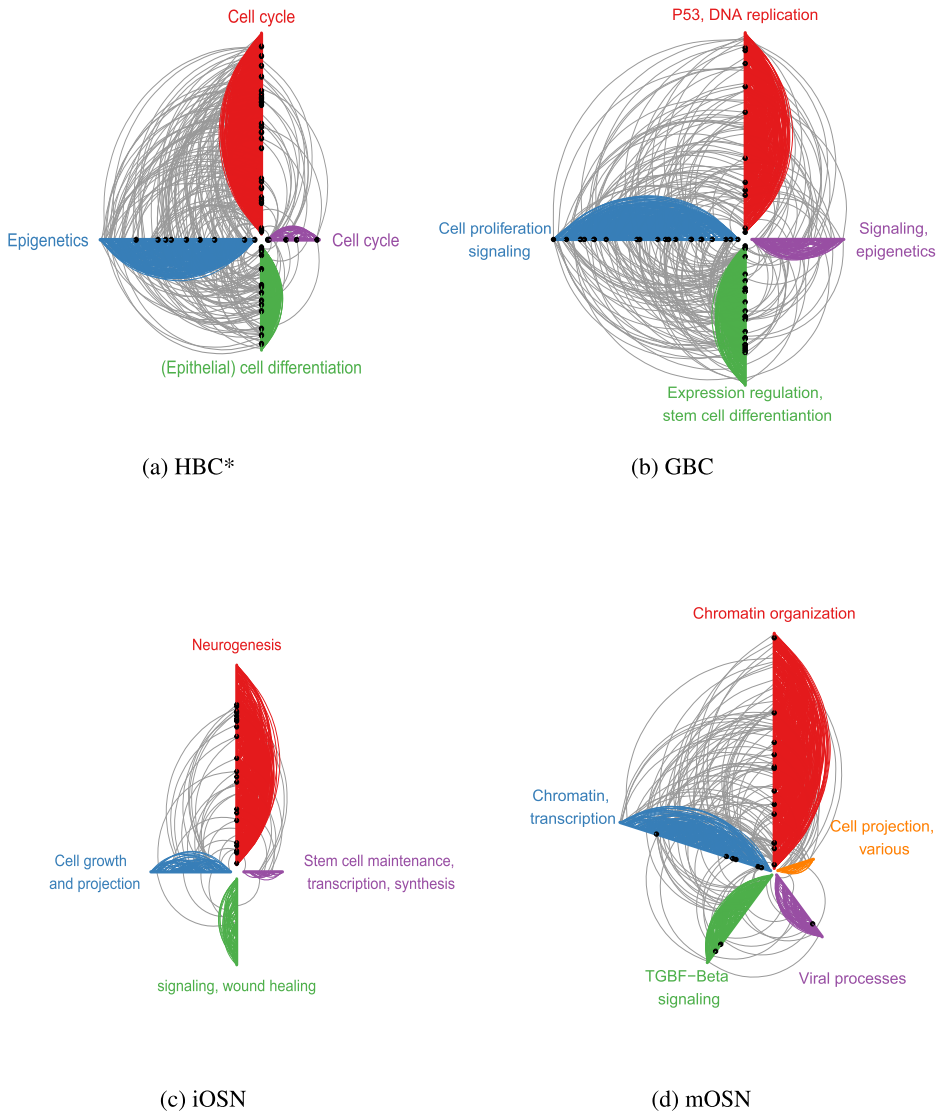 Cell cycle
Epigenetics
Cell cycle
(Epithelial) cell differentiation
(a) HBC*
P53, DNA replication
Cell proliferation
signaling
Signaling,
epigenetics
Expression regulation,
stem cell differentiantion
(b) GBC
Neurogenesis
Cell growth
and projection
Stem cell maintenance,
transcription, synthesis
signaling, wound healing
(c) iOSN
Chromatin organization
Chromatin,
transcription
Cell projection,
various
TGBF−Beta
signaling
Viral processes
(d) mOSN